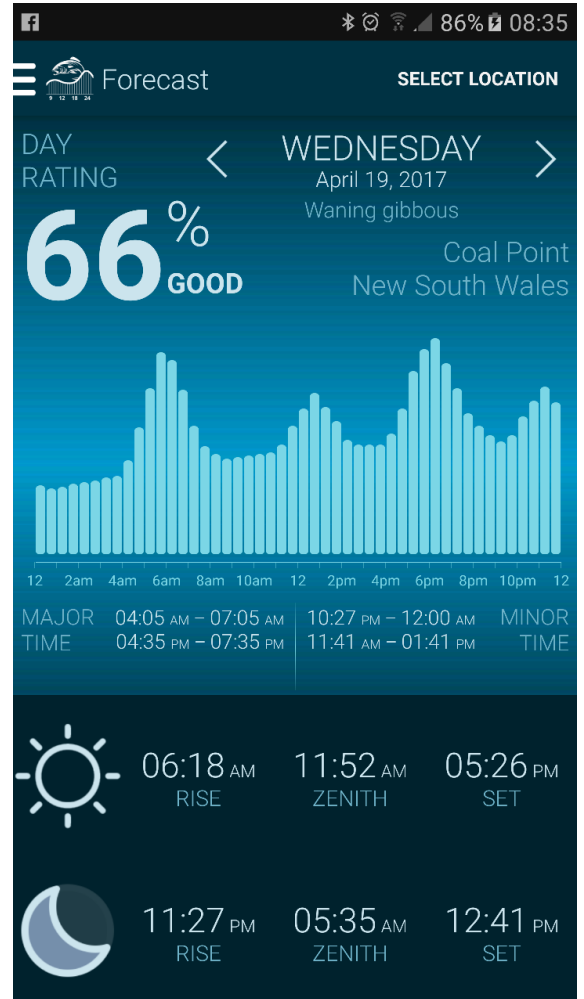 86% 08:35
9 12 18 24
Forecast
SELECT LOCATION
DAY
RATING
WEDNESDAY
April 19, 2017
Waning gibbous
66%
GOOD
Coal Point
New South Wales
12 2am 4am 6am 8am 10am 12 2pm 4pm 6pm 8pm 10pm 12
MAJOR
TIME
04:05 AM – 07:05 AM
04:35 PM – 07:35 PM
10:27 PM – 12:00 AM
11:41 AM – 01:41 PM
MINOR
TIME
06:18 AM 11:52 AM 05:26 PM
RISE ZENITH SET
11:27 PM 05:35 AM 12:41 PM
RISE ZENITH SET